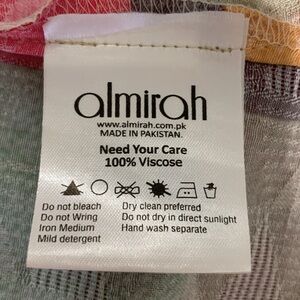 almirah
www.almirah.com.pk
MADE IN PAKISTAN.
Need Your Care
100% Viscose
Do not bleach
Do not Wring
Iron Medium
Mild detergent
Dry clean preferred
Do not dry in direct sunlight
Hand wash separate